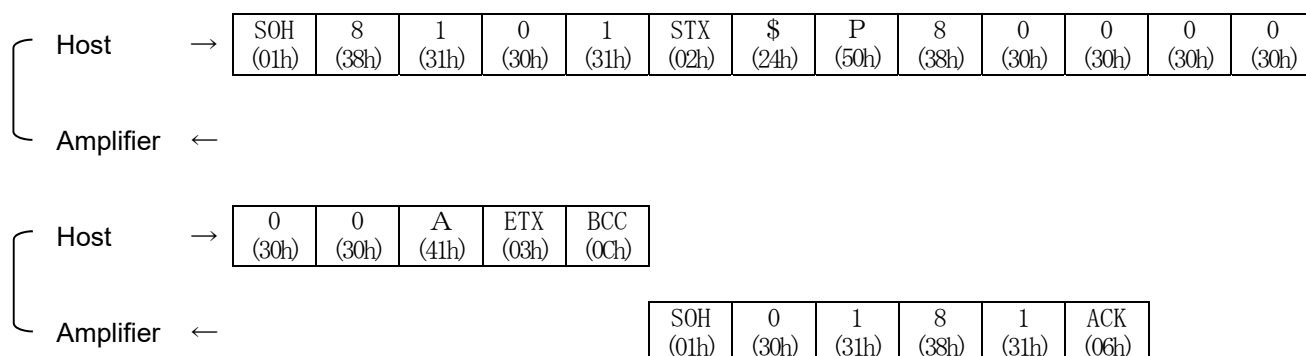 Host → SOH 8 1 0 1 STX $ P 8 0 0 0 0
(01h) (38h) (31h) (30h) (31h) (02h) (24h) (50h) (38h) (30h) (30h) (30h) (30h)
Amplifier ←
Host → 0 0 A ETX BCC
(30h) (30h) (41h) (03h) (0Ch)
Amplifier ← SOH 0 1 8 1 ACK
(01h) (30h) (31h) (38h) (31h) (06h)